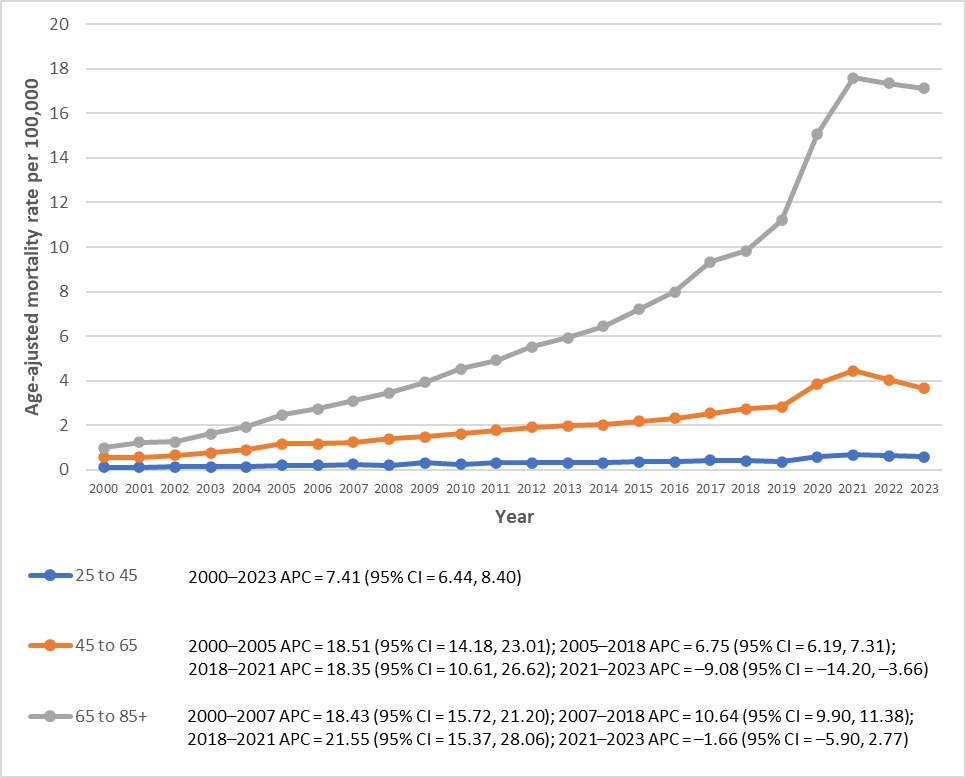 Age-ajusted mortality rate per 100,000
20
18
16
14
12
10
8
6
4
2
0
2000 2001 2002 2003 2004 2005 2006 2007 2008 2009 2010 2011 2012 2013 2014 2015 2016 2017 2018 2019 2020 2021 2022 2023
Year
25 to 45 2000–2023 APC = 7.41 (95% CI = 6.44, 8.40)
45 to 65 2000–2005 APC = 18.51 (95% CI = 14.18, 23.01); 2005–2018 APC = 6.75 (95% CI = 6.19, 7.31);
2018–2021 APC = 18.35 (95% CI = 10.61, 26.62); 2021–2023 APC = –9.08 (95% CI = –14.20, –3.66)
65 to 85+ 2000–2007 APC = 18.43 (95% CI = 15.72, 21.20); 2007–2018 APC = 10.64 (95% CI = 9.90, 11.38);
2018–2021 APC = 21.55 (95% CI = 15.37, 28.06); 2021–2023 APC = –1.66 (95% CI = –5.90, 2.77)